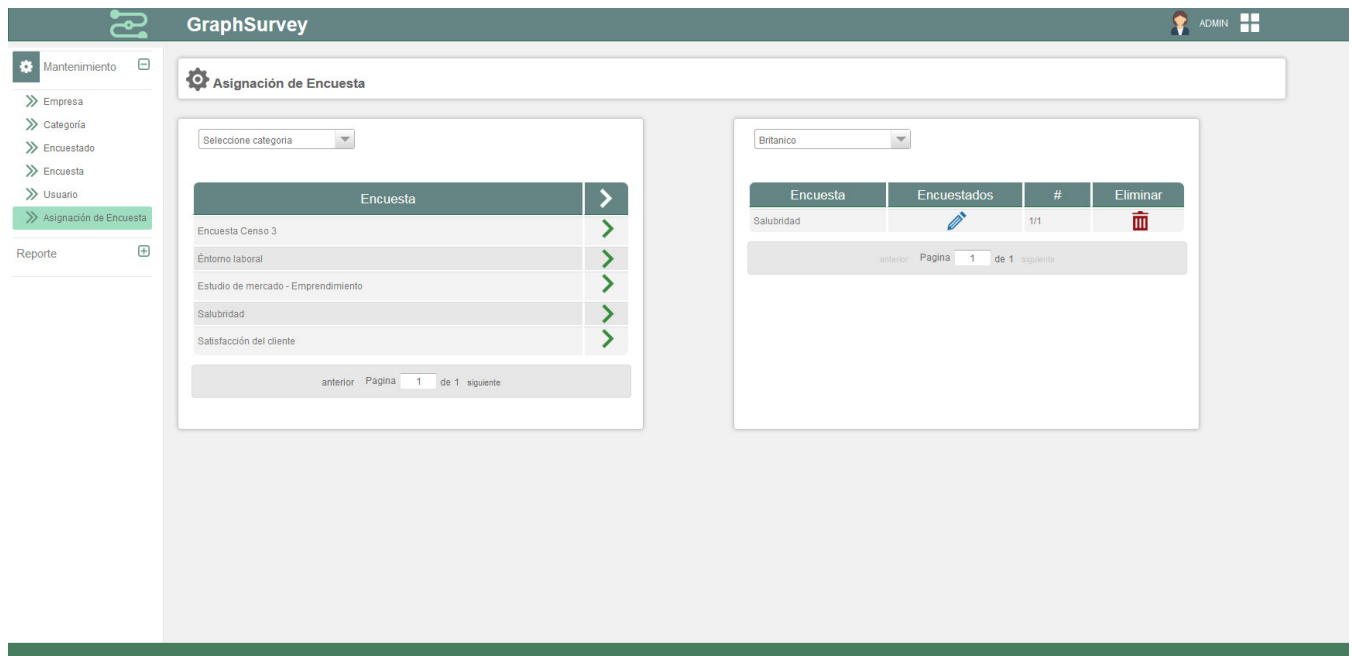 GraphSurvey
ADMIN
Mantenimiento
Empresa
Categoría
Encuestado
Encuesta
Usuario
Asignación de Encuesta
Reporte
Asignación de Encuesta
Seleccione categoria
Encuesta
Encuesta Censo 3
Éntorno laboral
Estudio de mercado - Emprendimiento
Salubridad
Satisfacción del cliente
anterior Pagina 1 de 1 siguiente
Britanico
Encuesta Encuestados # Eliminar
Salubridad 1/1
anterior Pagina 1 de 1 siguiente